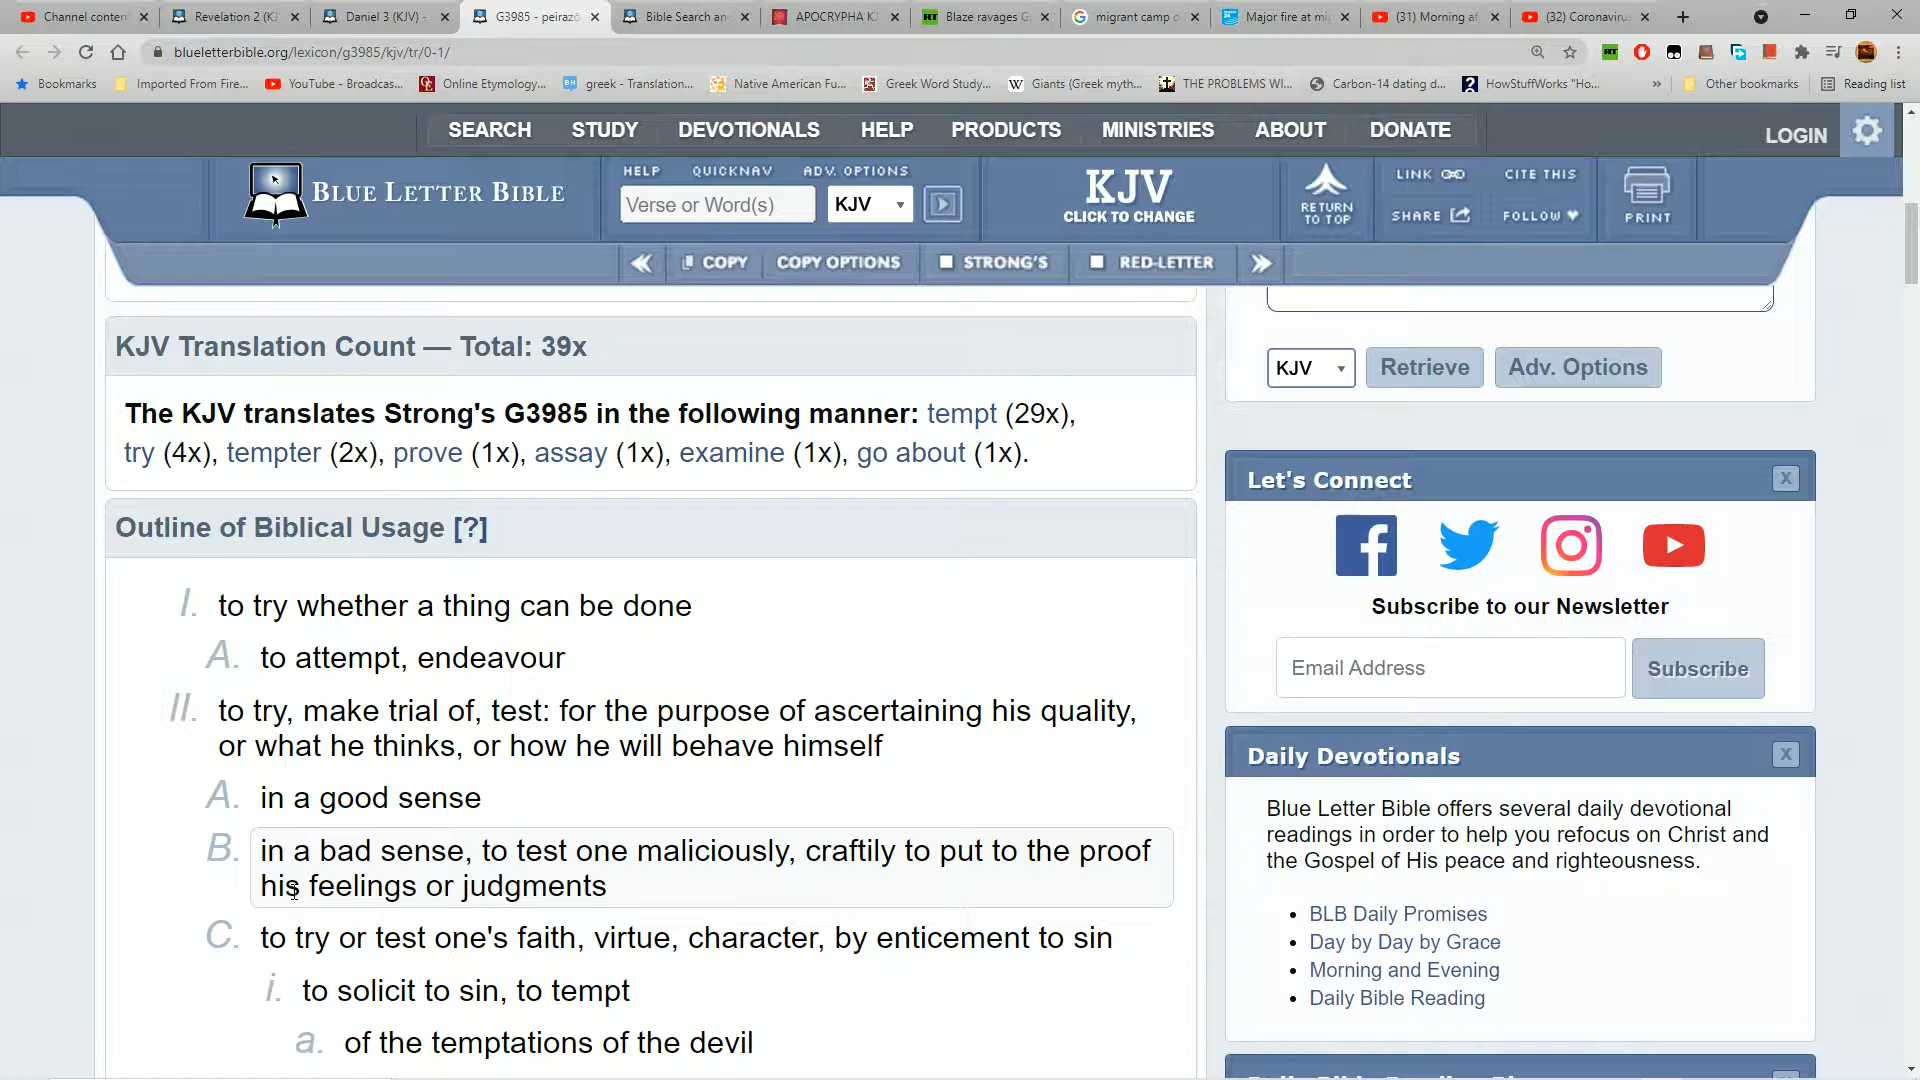 Channel content
Revelation 2 (KJ
Daniel 3 (KJV) -
G3985 - peirazō
Bible Search an
APOCRYPHA KJ
Blaze ravages G
migrant camp o
Major fire at mi
(31) Morning af
(32) Coronavirus
blueletterbible.org/lexicon/g3985/kjv/tr/0-1/
Bookmarks
Imported From Fire...
YouTube - Broadcas...
Online Etymology...
greek - Translation...
Native American Fu...
Greek Word Study...
Giants (Greek myth...
THE PROBLEMS WI...
Carbon-14 dating d...
HowStuffWorks "Ho...
Other bookmarks
Reading list
SEARCH
STUDY
DEVOTIONALS
HELP
PRODUCTS
MINISTRIES
ABOUT
DONATE
LOGIN
BLUE LETTER BIBLE
HELP
QUICKNAV
ADV. OPTIONS
Verse or Word(s)
KJV
KJV
CLICK TO CHANGE
RETURN
TO TOP
LINK
CITE THIS
SHARE
FOLLOW
PRINT
COPY
COPY OPTIONS
STRONG'S
RED-LETTER
KJV Translation Count — Total: 39x
The KJV translates Strong's G3985 in the following manner: tempt (29x),
try (4x), tempter (2x), prove (1x), assay (1x), examine (1x), go about (1x).
Outline of Biblical Usage [?]
I. to try whether a thing can be done
A. to attempt, endeavour
II. to try, make trial of, test: for the purpose of ascertaining his quality,
or what he thinks, or how he will behave himself
A. in a good sense
B. in a bad sense, to test one maliciously, craftily to put to the proof
his feelings or judgments
C. to try or test one's faith, virtue, character, by enticement to sin
i. to solicit to sin, to tempt
a. of the temptations of the devil
KJV
Retrieve
Adv. Options
Let's Connect
X
Subscribe to our Newsletter
Email Address
Subscribe
Daily Devotionals
X
Blue Letter Bible offers several daily devotional
readings in order to help you refocus on Christ and
the Gospel of His peace and righteousness.
BLB Daily Promises
Day by Day by Grace
Morning and Evening
Daily Bible Reading